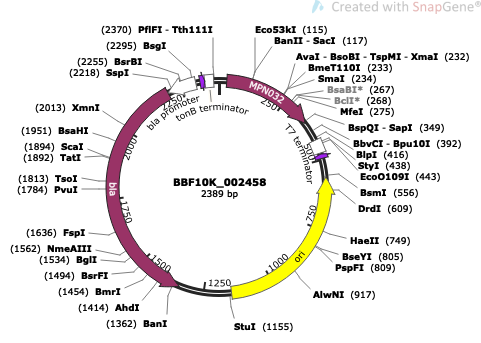 Created with SnapGene®
(2370) PflFI - Tth111I
(2295) BsgI
(2255) BsrBI
(2218) SspI
(2013) XmnI
(1951) BsaHI
(1894) ScaI
(1892) TatI
(1813) TsoI
(1784) PvuI
(1636) FspI
(1562) NmeAIII
(1534) BglI
(1494) BsrFI
(1454) BmrI
(1414) AhdI
(1362) BanI
Eco53kI (115)
BanII - SacI (117)
AvaI - BsoBI - TspMI - XmaI (232)
BmeT110I (233)
SmaI (234)
BsaBI* (267)
BclI* (268)
MfeI (275)
BspQI - SapI (349)
BbvCI - Bpu10I (392)
BlpI (416)
StyI (438)
EcoO109I (443)
BsmI (556)
DrdI (609)
HaeII (749)
BseYI (805)
PspFI (809)
AlwNI (917)
StuI (1155)
bla promoter
tonB terminator
MPN032
T7 terminator
bla
ori
250
500
750
1000
1250
1500
1750
2000
2250
BBF10K_002458
2389 bp